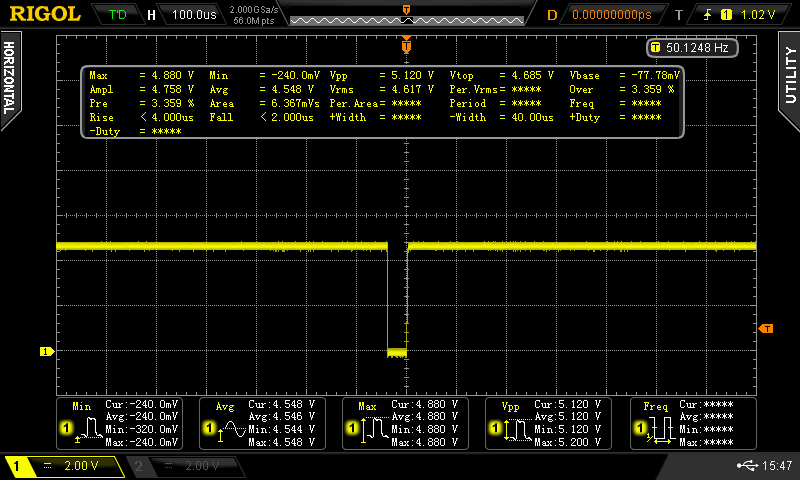 RIGOL T'D H 100.0us 2.000GSa/s 56.0M pts D 0.00000000ps T 1 1.02 V
HORIZONTAL
UTILITY
T
T 50.1248 Hz
Max = 4.880 V Min = -240.0mV Vpp = 5.120 V Vtop = 4.685 V Vbase = -77.78mV
Ampl = 4.758 V Avg = 4.548 V Vrms = 4.617 V Per.Vrms= ***** Over = 3.359 %
Pre = 3.359 % Area = 6.367mVs Per.Area= ***** Period = ***** Freq = *****
Rise < 4.000us Fall < 2.000us +Width = ***** -Width = 40.00us +Duty = *****
-Duty = *****
T
1
Min Cur:-240.0mV
Avg:-240.0mV
1 Min:-320.0mV
Max:-240.0mV
Avg Cur:4.548 V
Avg:4.546 V
1 Min:4.544 V
Max:4.548 V
Max Cur:4.880 V
Avg:4.880 V
1 Min:4.880 V
Max:4.880 V
Vpp Cur:5.120 V
Avg:5.120 V
1 Min:5.120 V
Max:5.200 V
Freq Cur:*****
Avg:*****
1 Min:*****
Max:*****
1 2.00 V 2 2.00 V 15:47